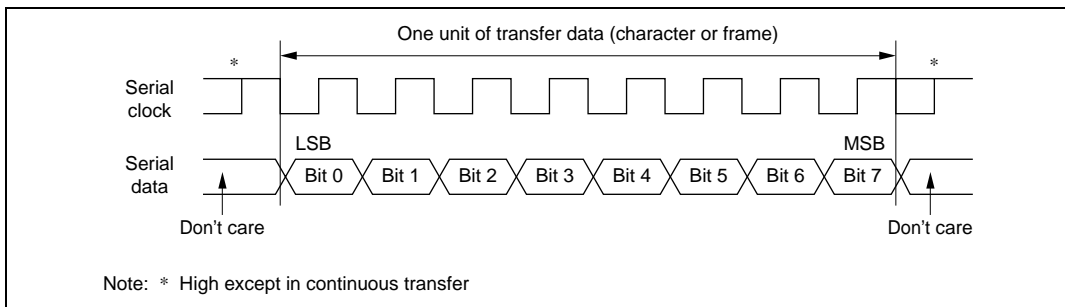 One unit of transfer data (character or frame)
* *
Serial
clock
LSB MSB
Serial
data
Bit 0 Bit 1 Bit 2 Bit 3 Bit 4 Bit 5 Bit 6 Bit 7
Don't care Don't care
Note: * High except in continuous transfer